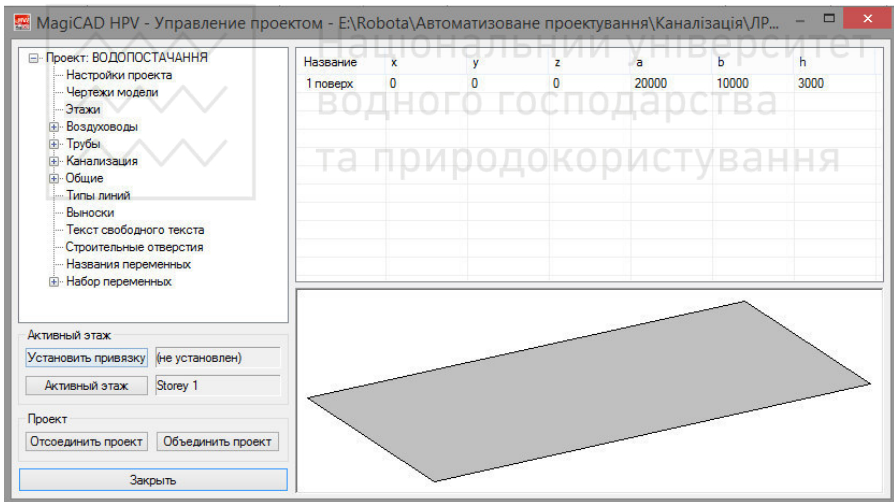 MagiCAD HPV - Управление проектом - E:\Robota\Автоматизоване проектування\Каналізація\ЛР...
Проект: ВОДОПОСТАЧАННЯ
Настройки проекта
Чертежи модели
Этажи
Воздуховоды
Трубы
Канализация
Общие
Типы линий
Выноски
Текст свободного текста
Строительные отверстия
Названия переменных
Набор переменных
Название x y z a b h
1 поверх 0 0 0 20000 10000 3000
Национальний університет
водного господарства
та природокористування
Активный этаж
Установить привязку (не установлен)
Активный этаж Storey 1
Проект
Отсоединить проект Объединить проект
Закрыть